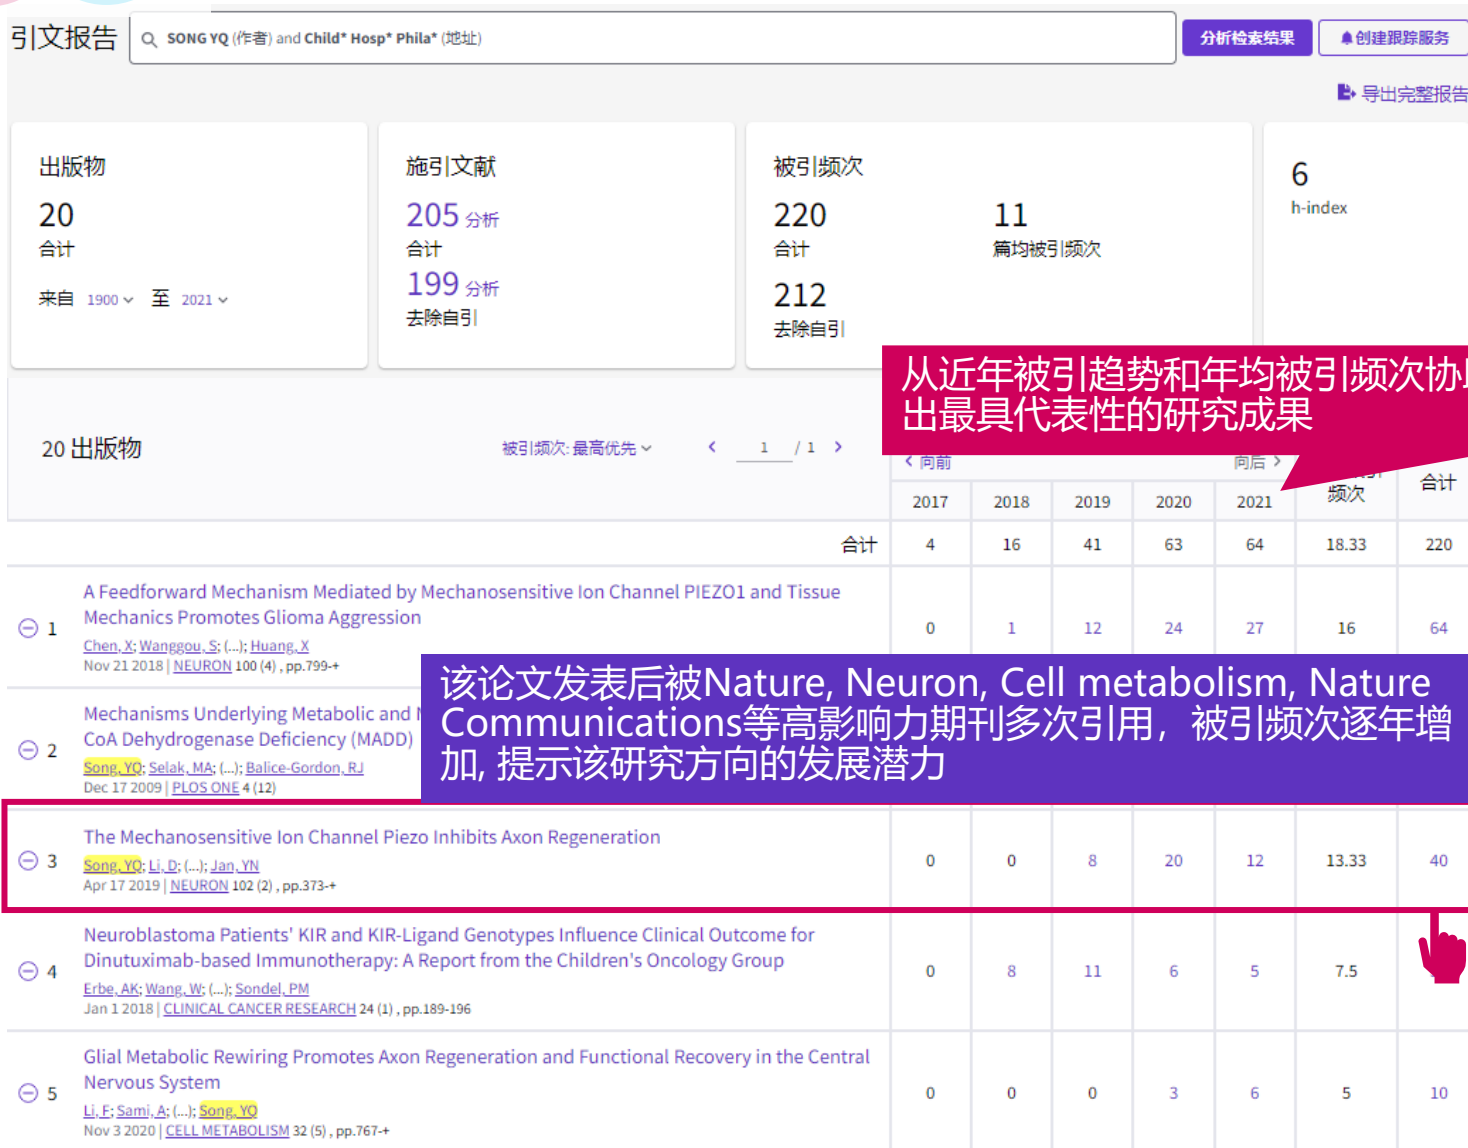 引文报告
SONG YQ (作者) and Child* Hosp* Phila* (地址)
分析检索结果
创建跟踪服务
导出完整报告
出版物
20
合计
来自 1900 至 2021
施引文献
205 分析
合计
199 分析
去除自引
被引频次
220
合计
11
篇均被引频次
212
去除自引
6
h-index
从近年被引趋势和年均被引频次协
出最具代表性的研究成果
20 出版物
被引频次: 最高优先
1 / 1
向前
向后
频次
合计
2017 2018 2019 2020 2021
合计 4 16 41 63 64 18.33 220
A Feedforward Mechanism Mediated by Mechanosensitive Ion Channel PIEZO1 and Tissue
Mechanics Promotes Glioma Aggression
1 0 1 12 24 27 16 64
Chen, X; Wanggou, S; (...); Huang, X
Nov 21 2018 | NEURON 100 (4) , pp.799-+
该论文发表后被Nature, Neuron, Cell metabolism, Nature
Communications等高影响力期刊多次引用，被引频次逐年增
加, 提示该研究方向的发展潜力
Mechanisms Underlying Metabolic and
CoA Dehydrogenase Deficiency (MADD)
2
Song, YQ; Selak, MA; (...); Balice-Gordon, RJ
Dec 17 2009 | PLOS ONE 4 (12)
The Mechanosensitive Ion Channel Piezo Inhibits Axon Regeneration
3 0 0 8 20 12 13.33 40
Song, YQ; Li, D; (...); Jan, YN
Apr 17 2019 | NEURON 102 (2) , pp.373-+
Neuroblastoma Patients' KIR and KIR-Ligand Genotypes Influence Clinical Outcome for
Dinutuximab-based Immunotherapy: A Report from the Children's Oncology Group
4 0 8 11 6 5 7.5
Erbe, AK; Wang, W; (...); Sondel, PM
Jan 1 2018 | CLINICAL CANCER RESEARCH 24 (1) , pp.189-196
Glial Metabolic Rewiring Promotes Axon Regeneration and Functional Recovery in the Central
Nervous System
5 0 0 0 3 6 5 10
Li, F; Sami, A; (...); Song, YQ
Nov 3 2020 | CELL METABOLISM 32 (5) , pp.767-+